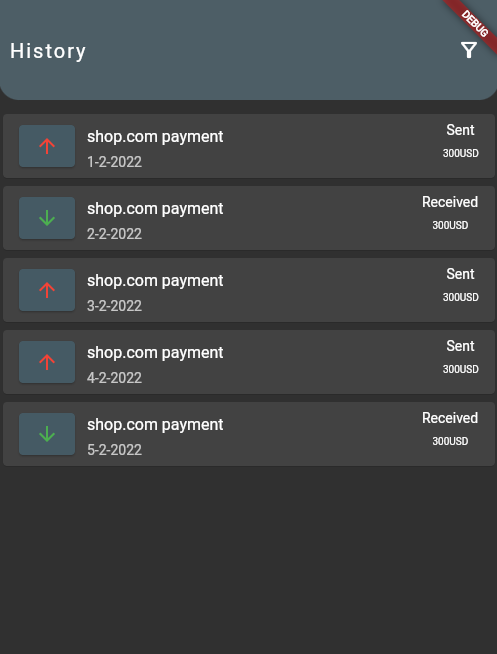 DEBUG
History
shop.com payment
Sent
1-2-2022
300USD
shop.com payment
Received
2-2-2022
300USD
shop.com payment
Sent
3-2-2022
300USD
shop.com payment
Sent
4-2-2022
300USD
shop.com payment
Received
5-2-2022
300USD